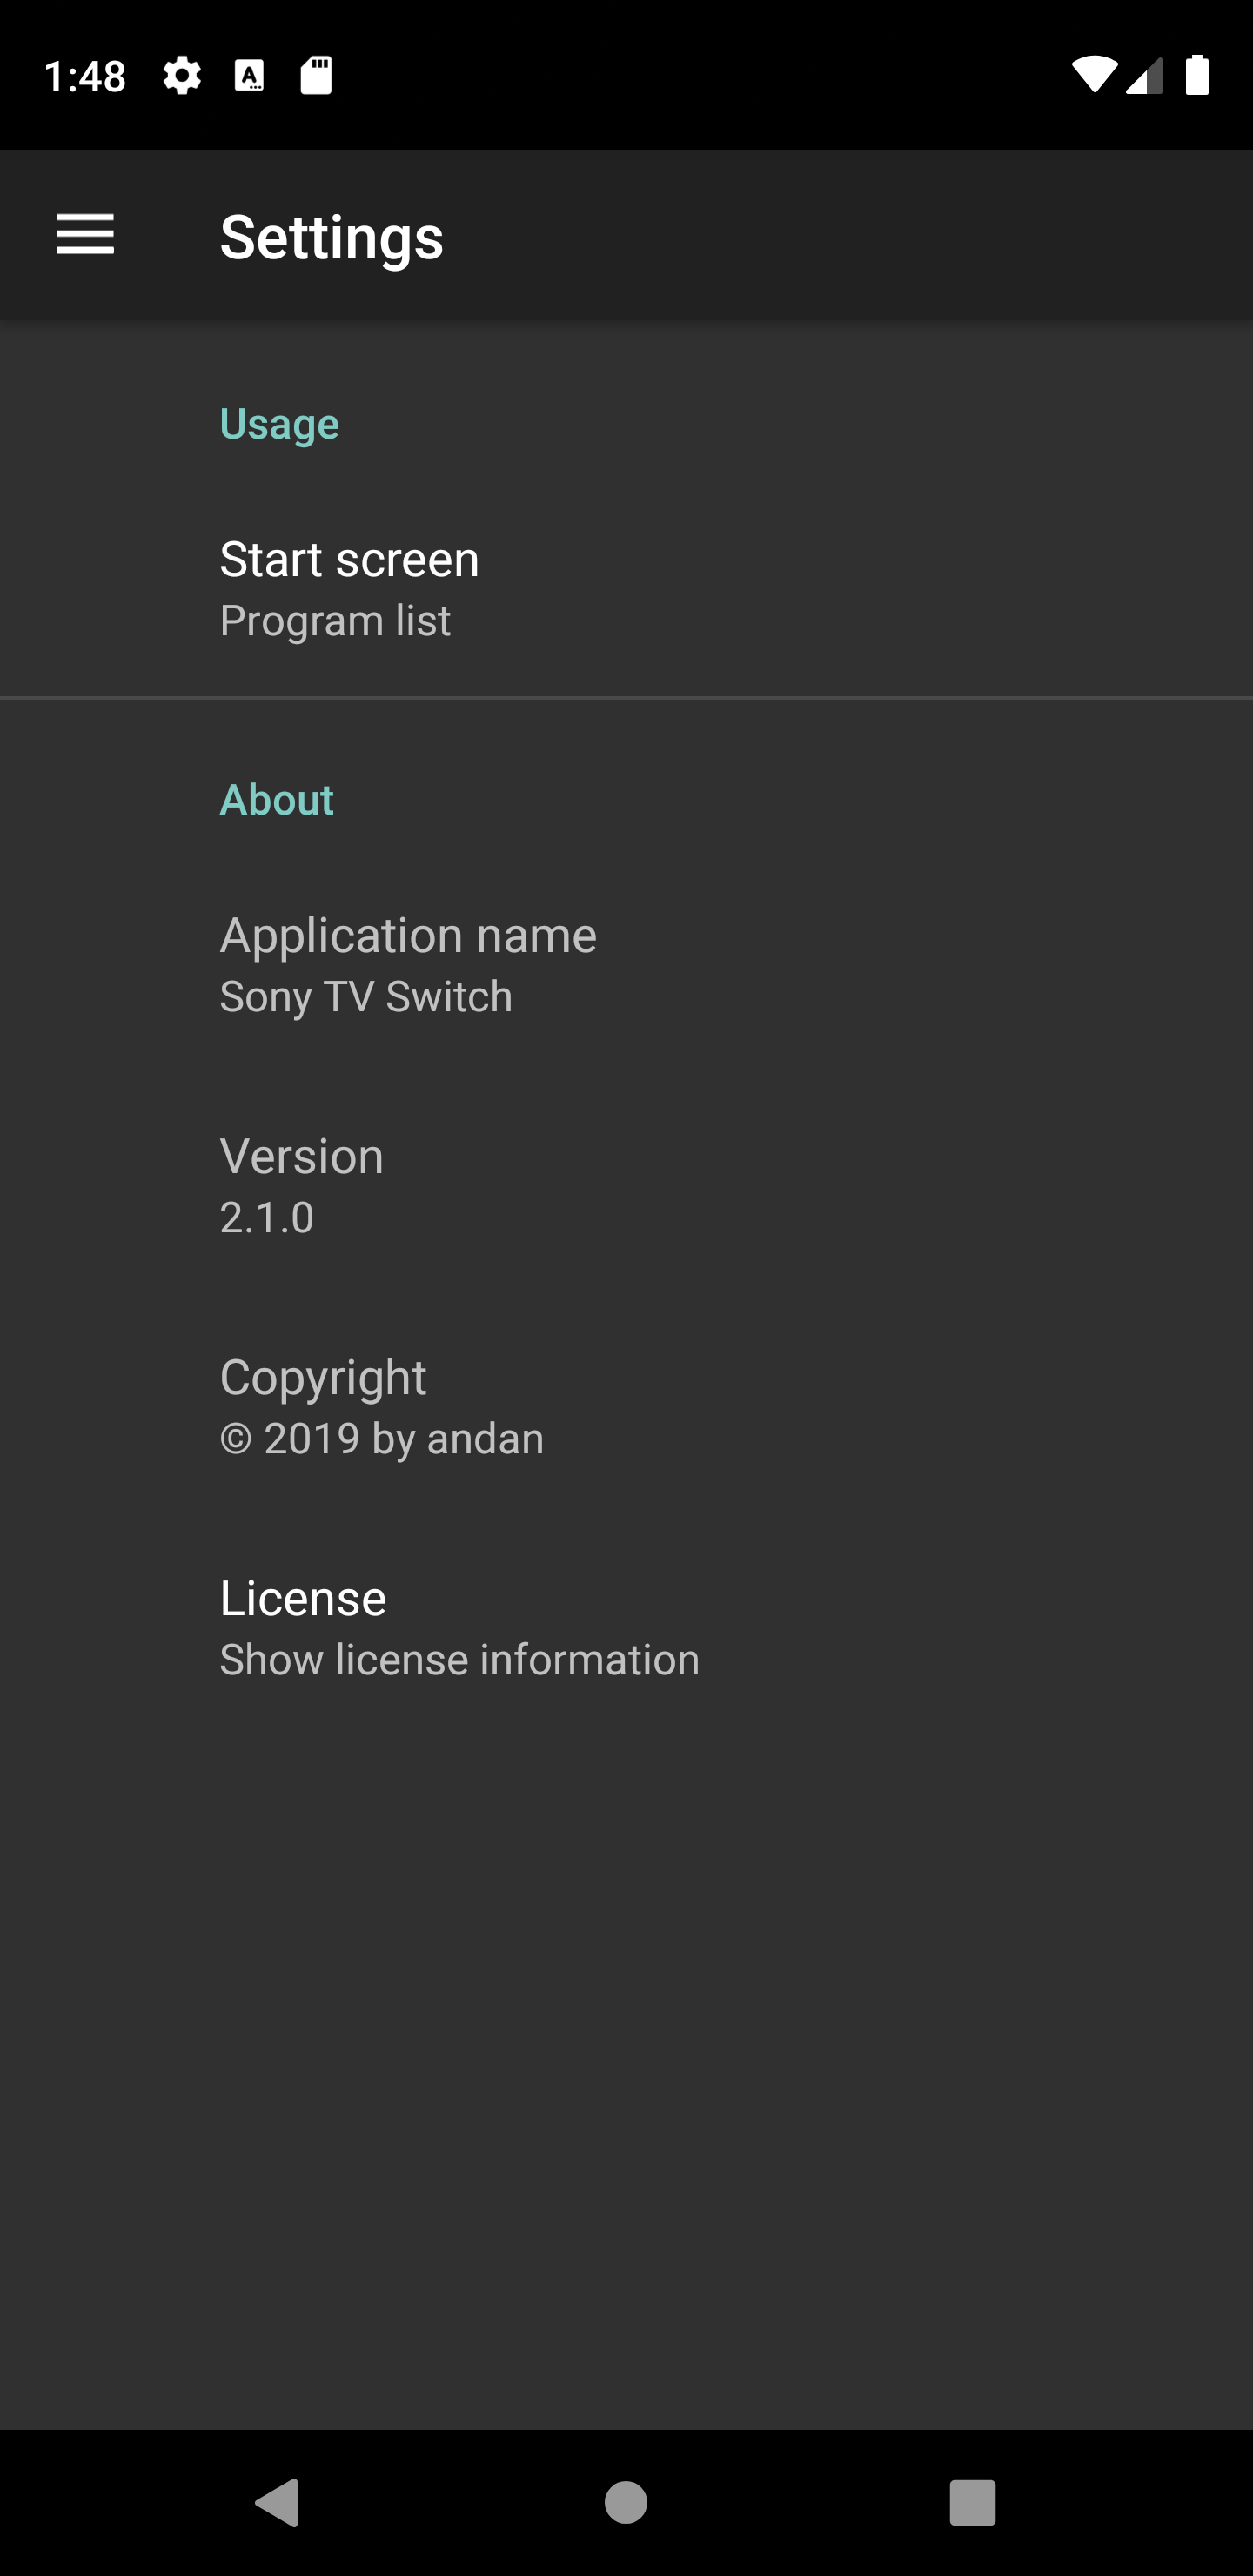 1:48
Settings
Usage
Start screen
Program list
About
Application name
Sony TV Switch
Version
2.1.0
Copyright
© 2019 by andan
License
Show license information